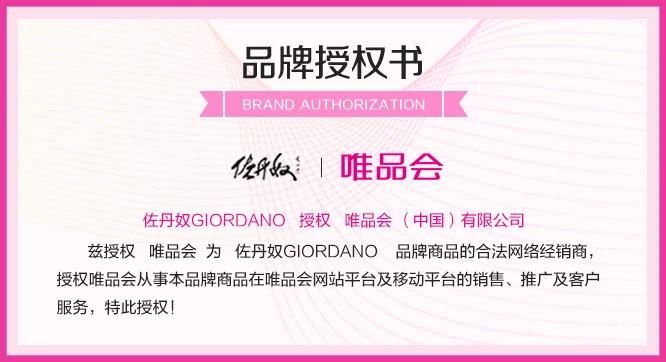 品牌授权书
BRAND AUTHORIZATION
佐丹奴 | 唯品会
佐丹奴GIORDANO 授权 唯品会（中国）有限公司
兹授权 唯品会 为 佐丹奴GIORDANO 品牌商品的合法网络经销商，
授权唯品会从事本品牌商品在唯品会网站平台及移动平台的销售、推广及客户
服务，特此授权！